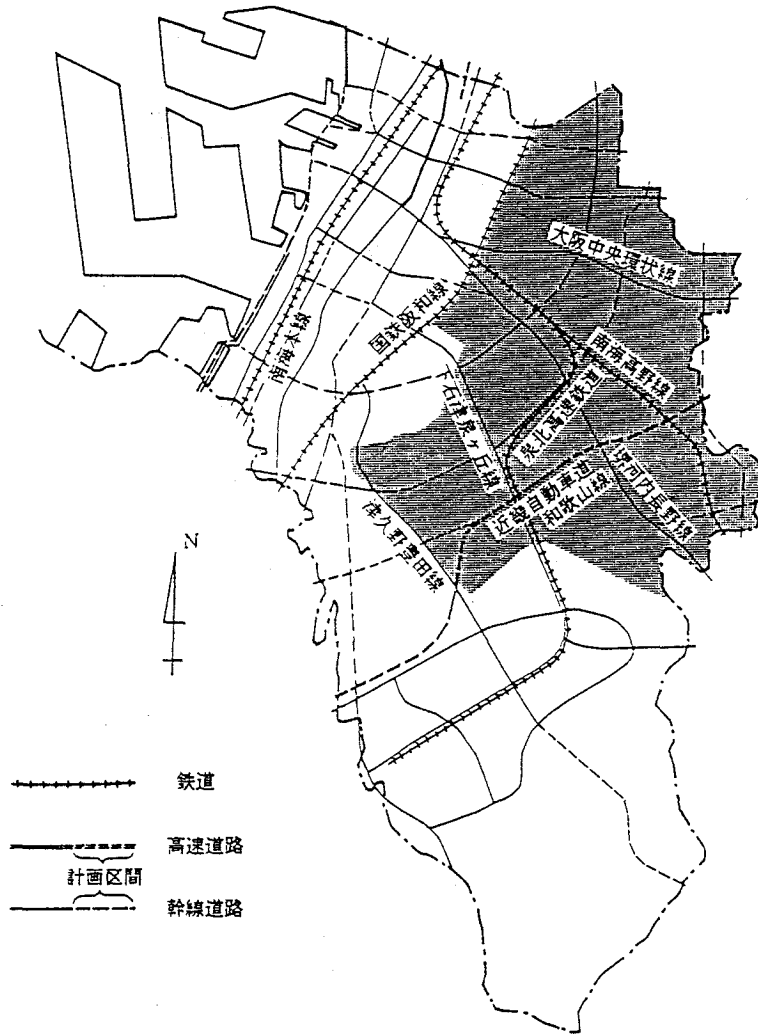 大阪中央環状線
国鉄阪和線
南海本線
南海高野線
泉北高速鉄道
下石津泉ヶ丘線
近畿自動車道
和歌山線
堺河内長野線
津久野豊田線
N
鉄道
高速道路
計画区間
幹線道路